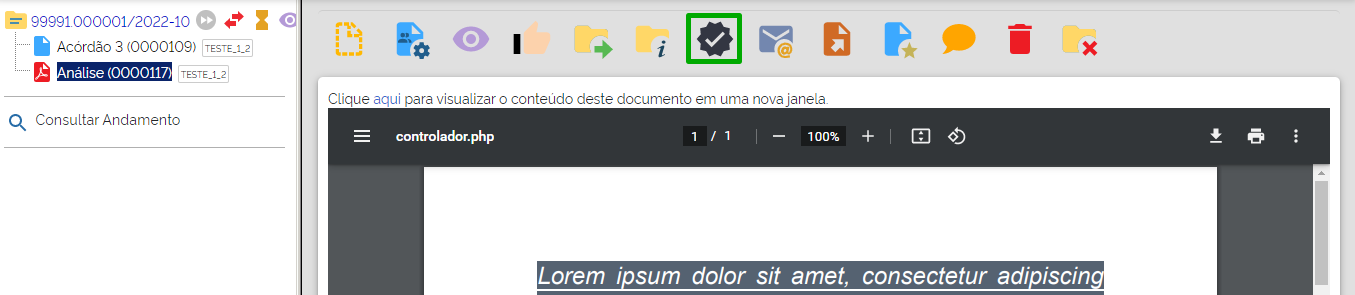 99991.000001/2022-10
Acórdão 3 (0000109) TESTE_1_2
Análise (0000117) TESTE_1_2
Consultar Andamento
Clique aqui para visualizar o conteúdo deste documento em uma nova janela.
controlador.php 1 / 1 100%
Lorem ipsum dolor sit amet, consectetur adipiscing